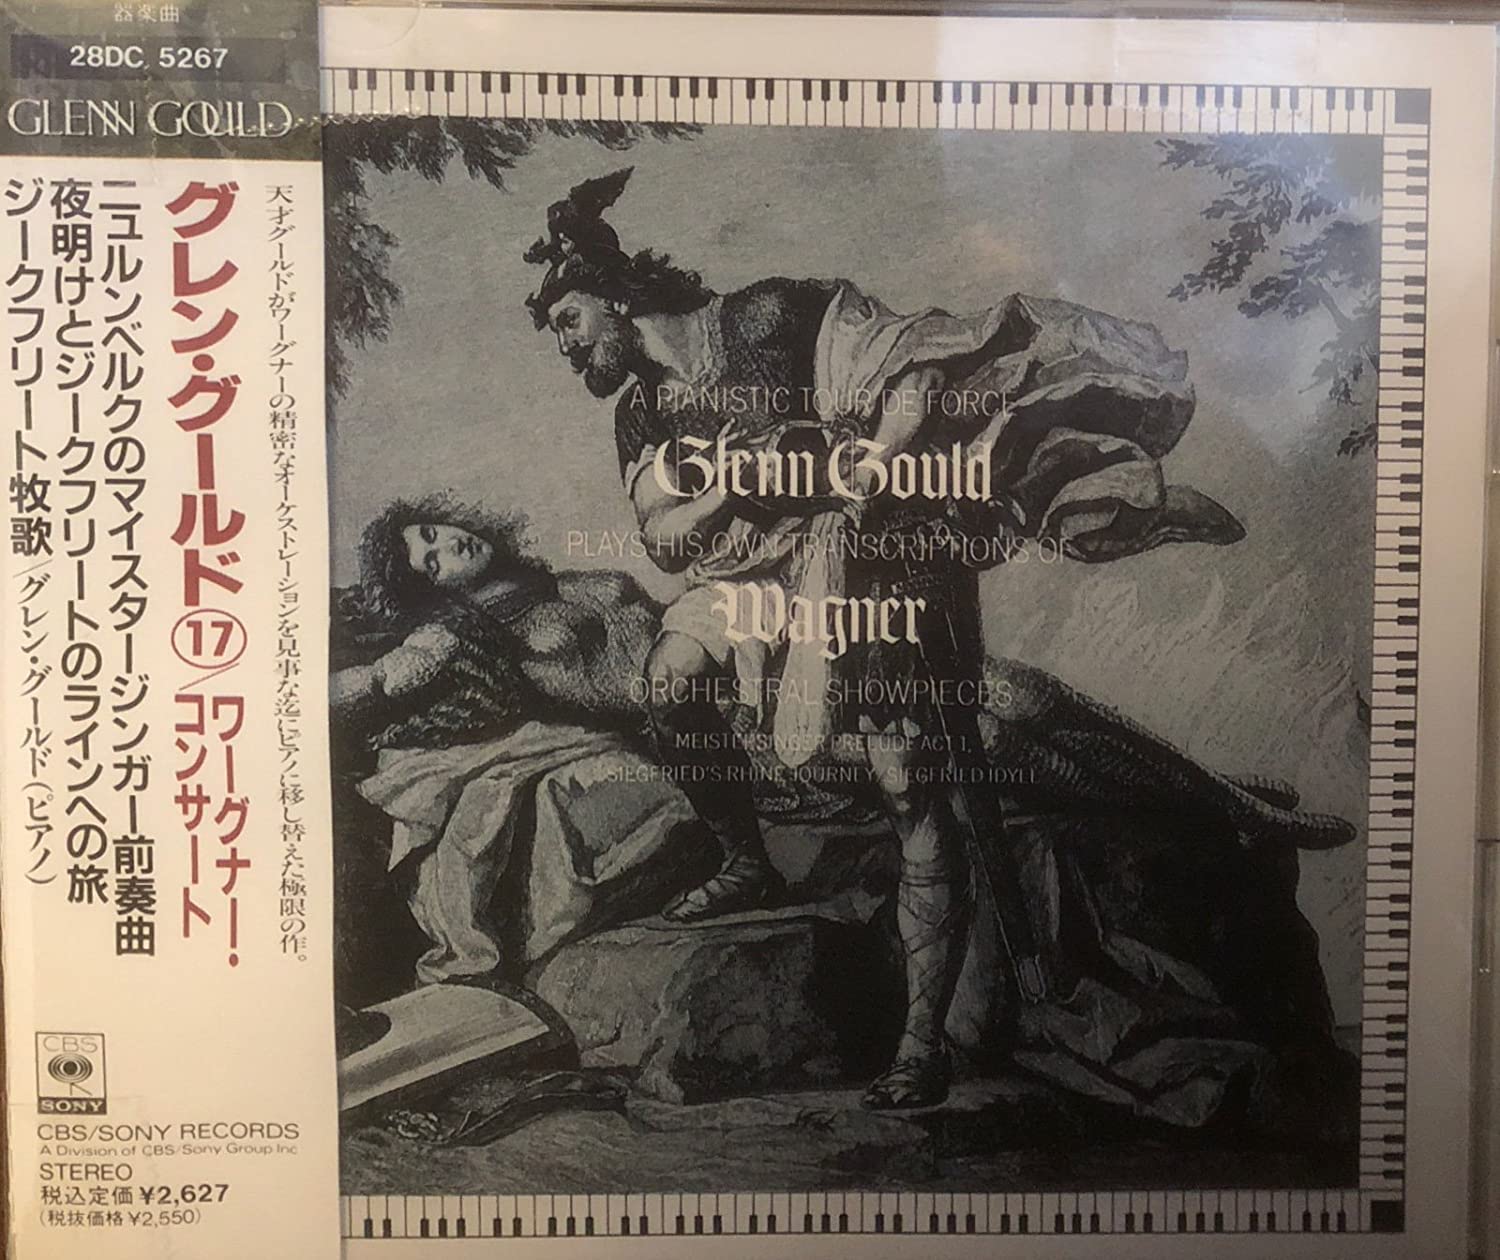 器楽曲
28DC 5267
GLENN GOULD
天才グールドがワーグナーの精密なオーケストレーションを見事な迄にピアノに移し替えた極限の作。
グレン・グールド⑰/ワーグナー・コンサート
ニュルンベルクのマイスタージンガー前奏曲
夜明けとジークフリートのラインへの旅
ジークフリート牧歌/グレン・グールド(ピアノ)
CBS
SONY
CBS/SONY RECORDS
A Division of CBS/Sony Group Inc
STEREO
税込定価¥2,627
(税抜価格¥2,550)
A PIANISTIC TOUR DE FORCE
Glenn Gould
PLAYS HIS OWN TRANSCRIPTIONS OF
Wagner
ORCHESTRAL SHOWPIECES
MEISTERSINGER PRELUDE ACT 1,
SIEGFRIED'S RHINE JOURNEY/SIEGFRIED IDYLL